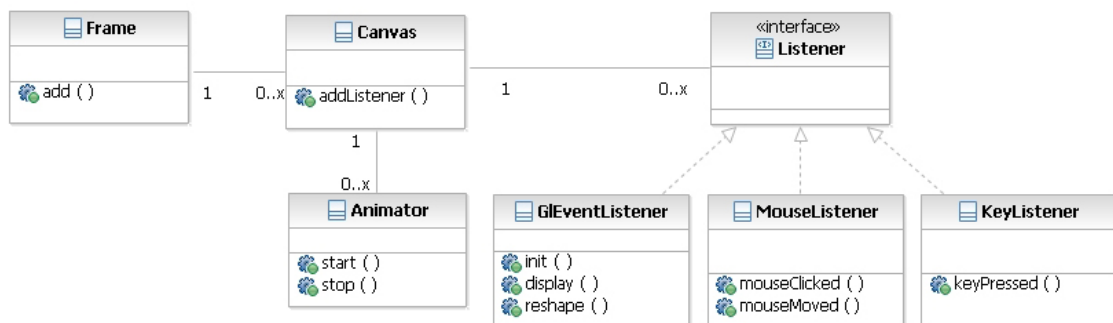 Frame
add ( )
1
0..x
Canvas
addListener ( )
1
0..x
«interface»
Listener
1
0..x
Animator
start ( )
stop ( )
GlEventListener
init ( )
display ( )
reshape ( )
MouseListener
mouseClicked ( )
mouseMoved ( )
KeyListener
keyPressed ( )